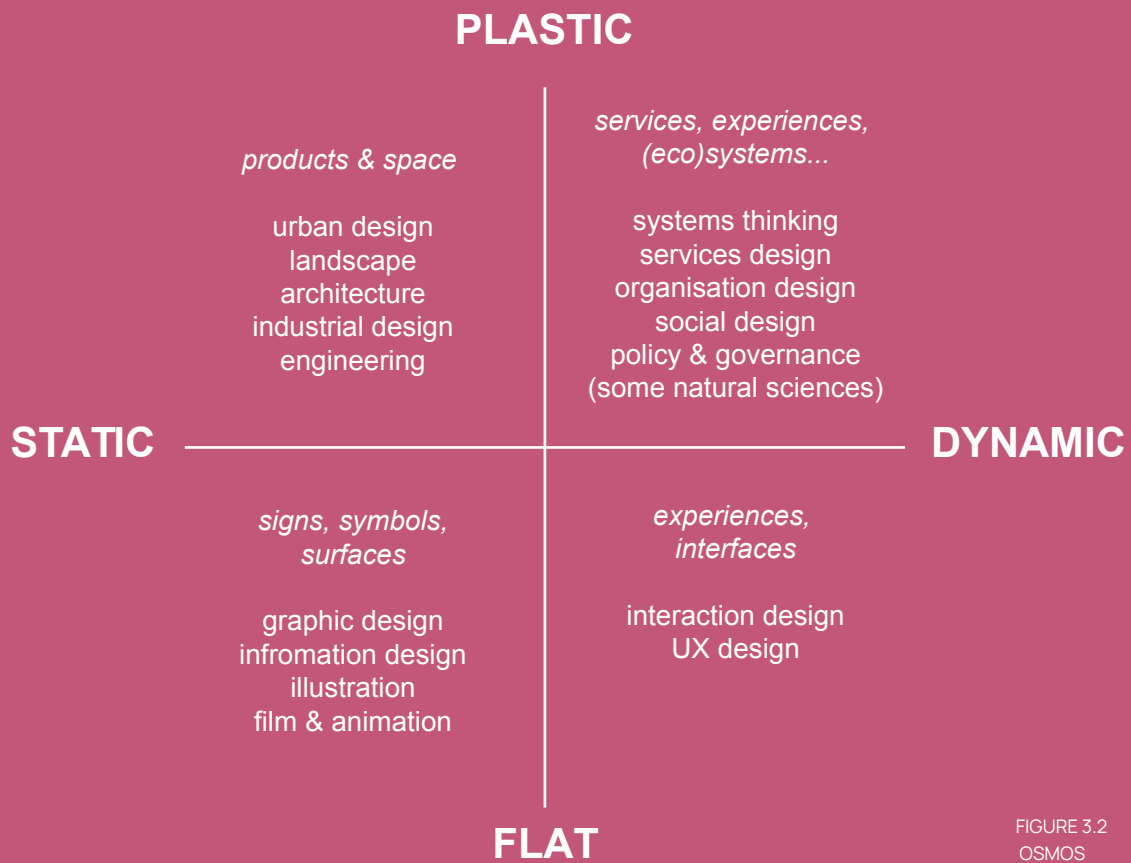 PLASTIC
products & space
urban design
landscape
architecture
industrial design
engineering
services, experiences,
(eco)systems...
systems thinking
services design
organisation design
social design
policy & governance
(some natural sciences)
STATIC
DYNAMIC
signs, symbols,
surfaces
graphic design
infromation design
illustration
film & animation
experiences,
interfaces
interaction design
UX design
FLAT
FIGURE 3.2
OSMOS